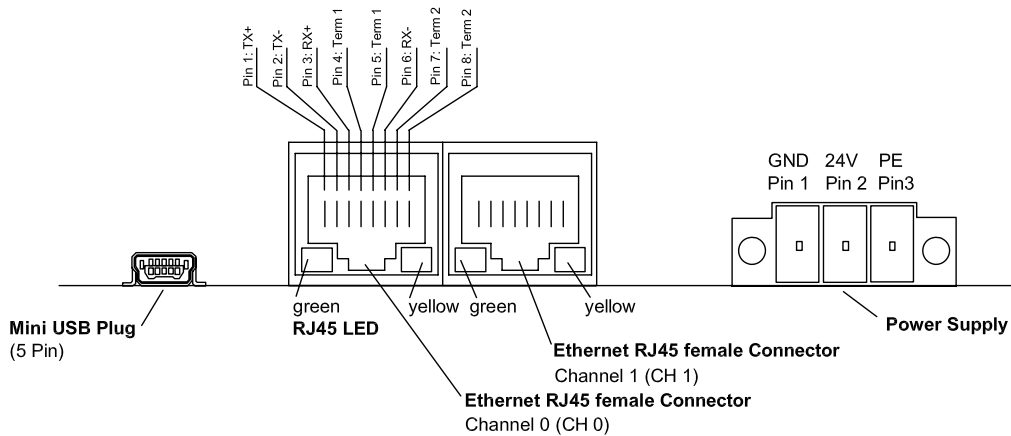 Pin 1: TX+
Pin 2: TX-
Pin 3: RX+
Pin 4: Term 1
Pin 5: Term 1
Pin 6: RX-
Pin 7: Term 2
Pin 8: Term 2
GND 24V PE
Pin 1 Pin 2 Pin3
green yellow green yellow
RJ45 LED
Mini USB Plug
(5 Pin)
Power Supply
Ethernet RJ45 female Connector
Channel 1 (CH 1)
Ethernet RJ45 female Connector
Channel 0 (CH 0)